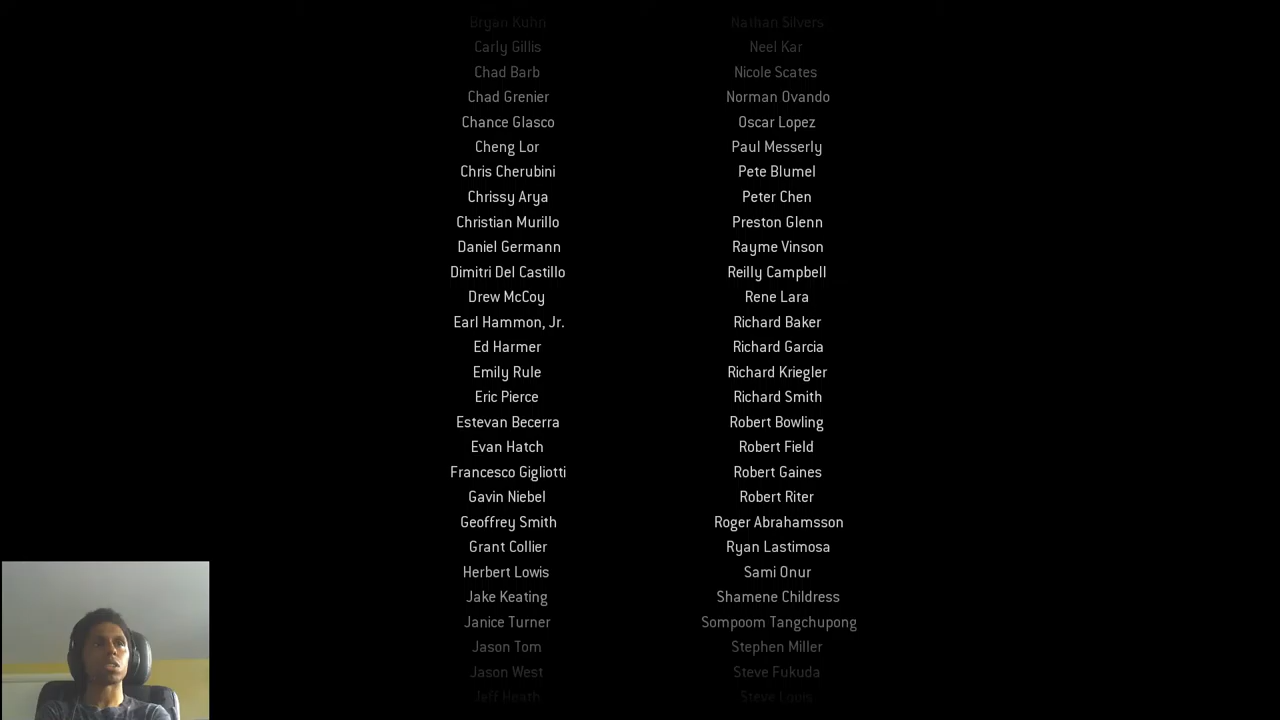 Bryan Kuhn
Carly Gillis
Chad Barb
Chad Grenier
Chance Glasco
Cheng Lor
Chris Cherubini
Chrissy Arya
Christian Murillo
Daniel Germann
Dimitri Del Castillo
Drew McCoy
Earl Hammon, Jr.
Ed Harmer
Emily Rule
Eric Pierce
Estevan Becerra
Evan Hatch
Francesco Gigliotti
Gavin Niebel
Geoffrey Smith
Grant Collier
Herbert Lowis
Jake Keating
Janice Turner
Jason Tom
Jason West
Jeff Heath
Nathan Silvers
Neel Kar
Nicole Scates
Norman Ovando
Oscar Lopez
Paul Messerly
Pete Blumel
Peter Chen
Preston Glenn
Rayme Vinson
Reilly Campbell
Rene Lara
Richard Baker
Richard Garcia
Richard Kriegler
Richard Smith
Robert Bowling
Robert Field
Robert Gaines
Robert Riter
Roger Abrahamsson
Ryan Lastimosa
Sami Onur
Shamene Childress
Sompoom Tangchupong
Stephen Miller
Steve Fukuda
Steve Louis